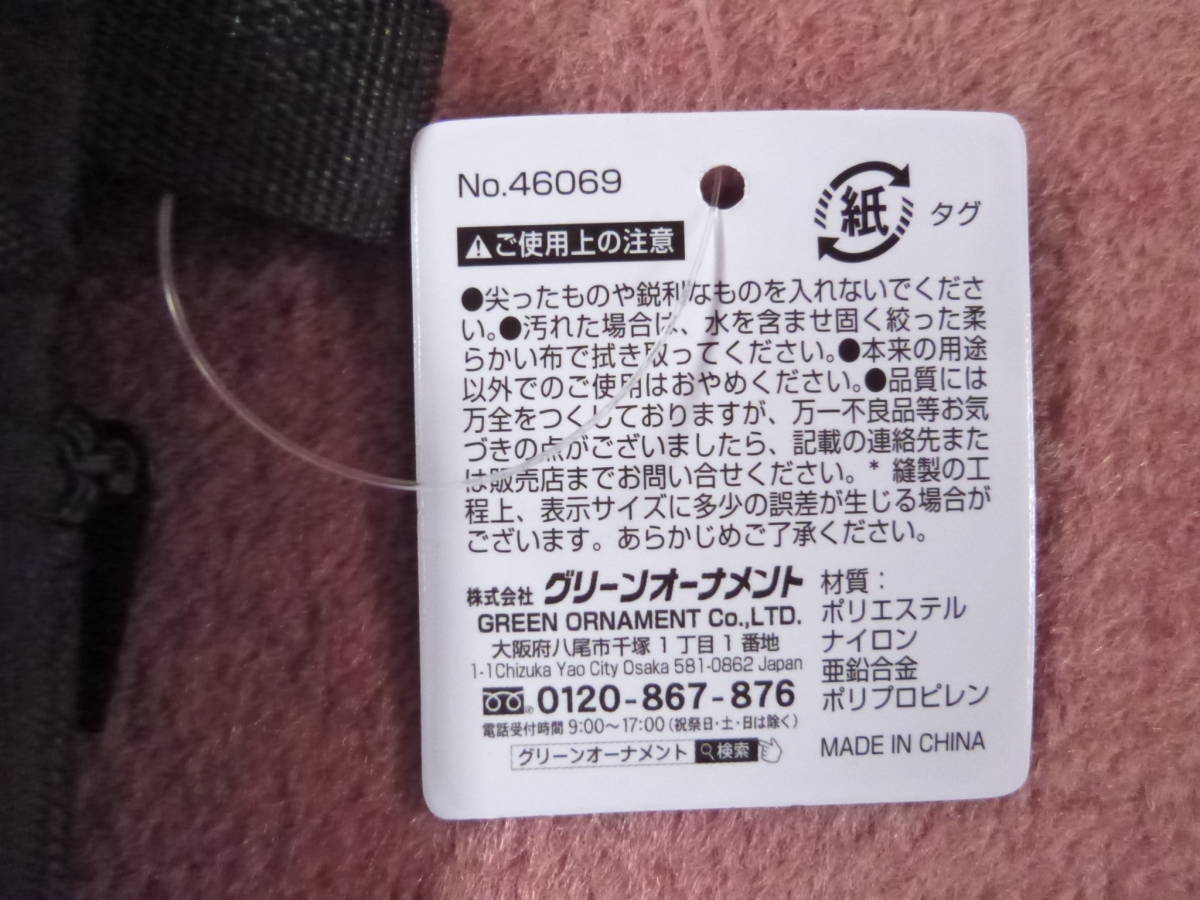 No.46069
紙 タグ
ご使用上の注意
●尖ったものや鋭利なものを入れないでくださ
い。●汚れた場合は、水を含ませ固く絞った柔
らかい布で拭き取ってください。●本来の用途
以外でのご使用はおやめください。●品質には
万全をつくしておりますが、万一不良品等お気
づきの点がございましたら、記載の連絡先また
は販売店までお問い合せください。* 縫製の工
程上、表示サイズに多少の誤差が生じる場合が
ございます。あらかじめご了承ください。
株式会社 グリーンオーナメント
GREEN ORNAMENT Co.,LTD.
大阪府八尾市千塚1丁目1番地
1-1Chizuka Yao City Osaka 581-0862 Japan
0120-867-876
電話受付時間 9:00～17:00(祝祭日・土・日は除く)
グリーンオーナメント 検索
材質：
ポリエステル
ナイロン
亜鉛合金
ポリプロピレン
MADE IN CHINA